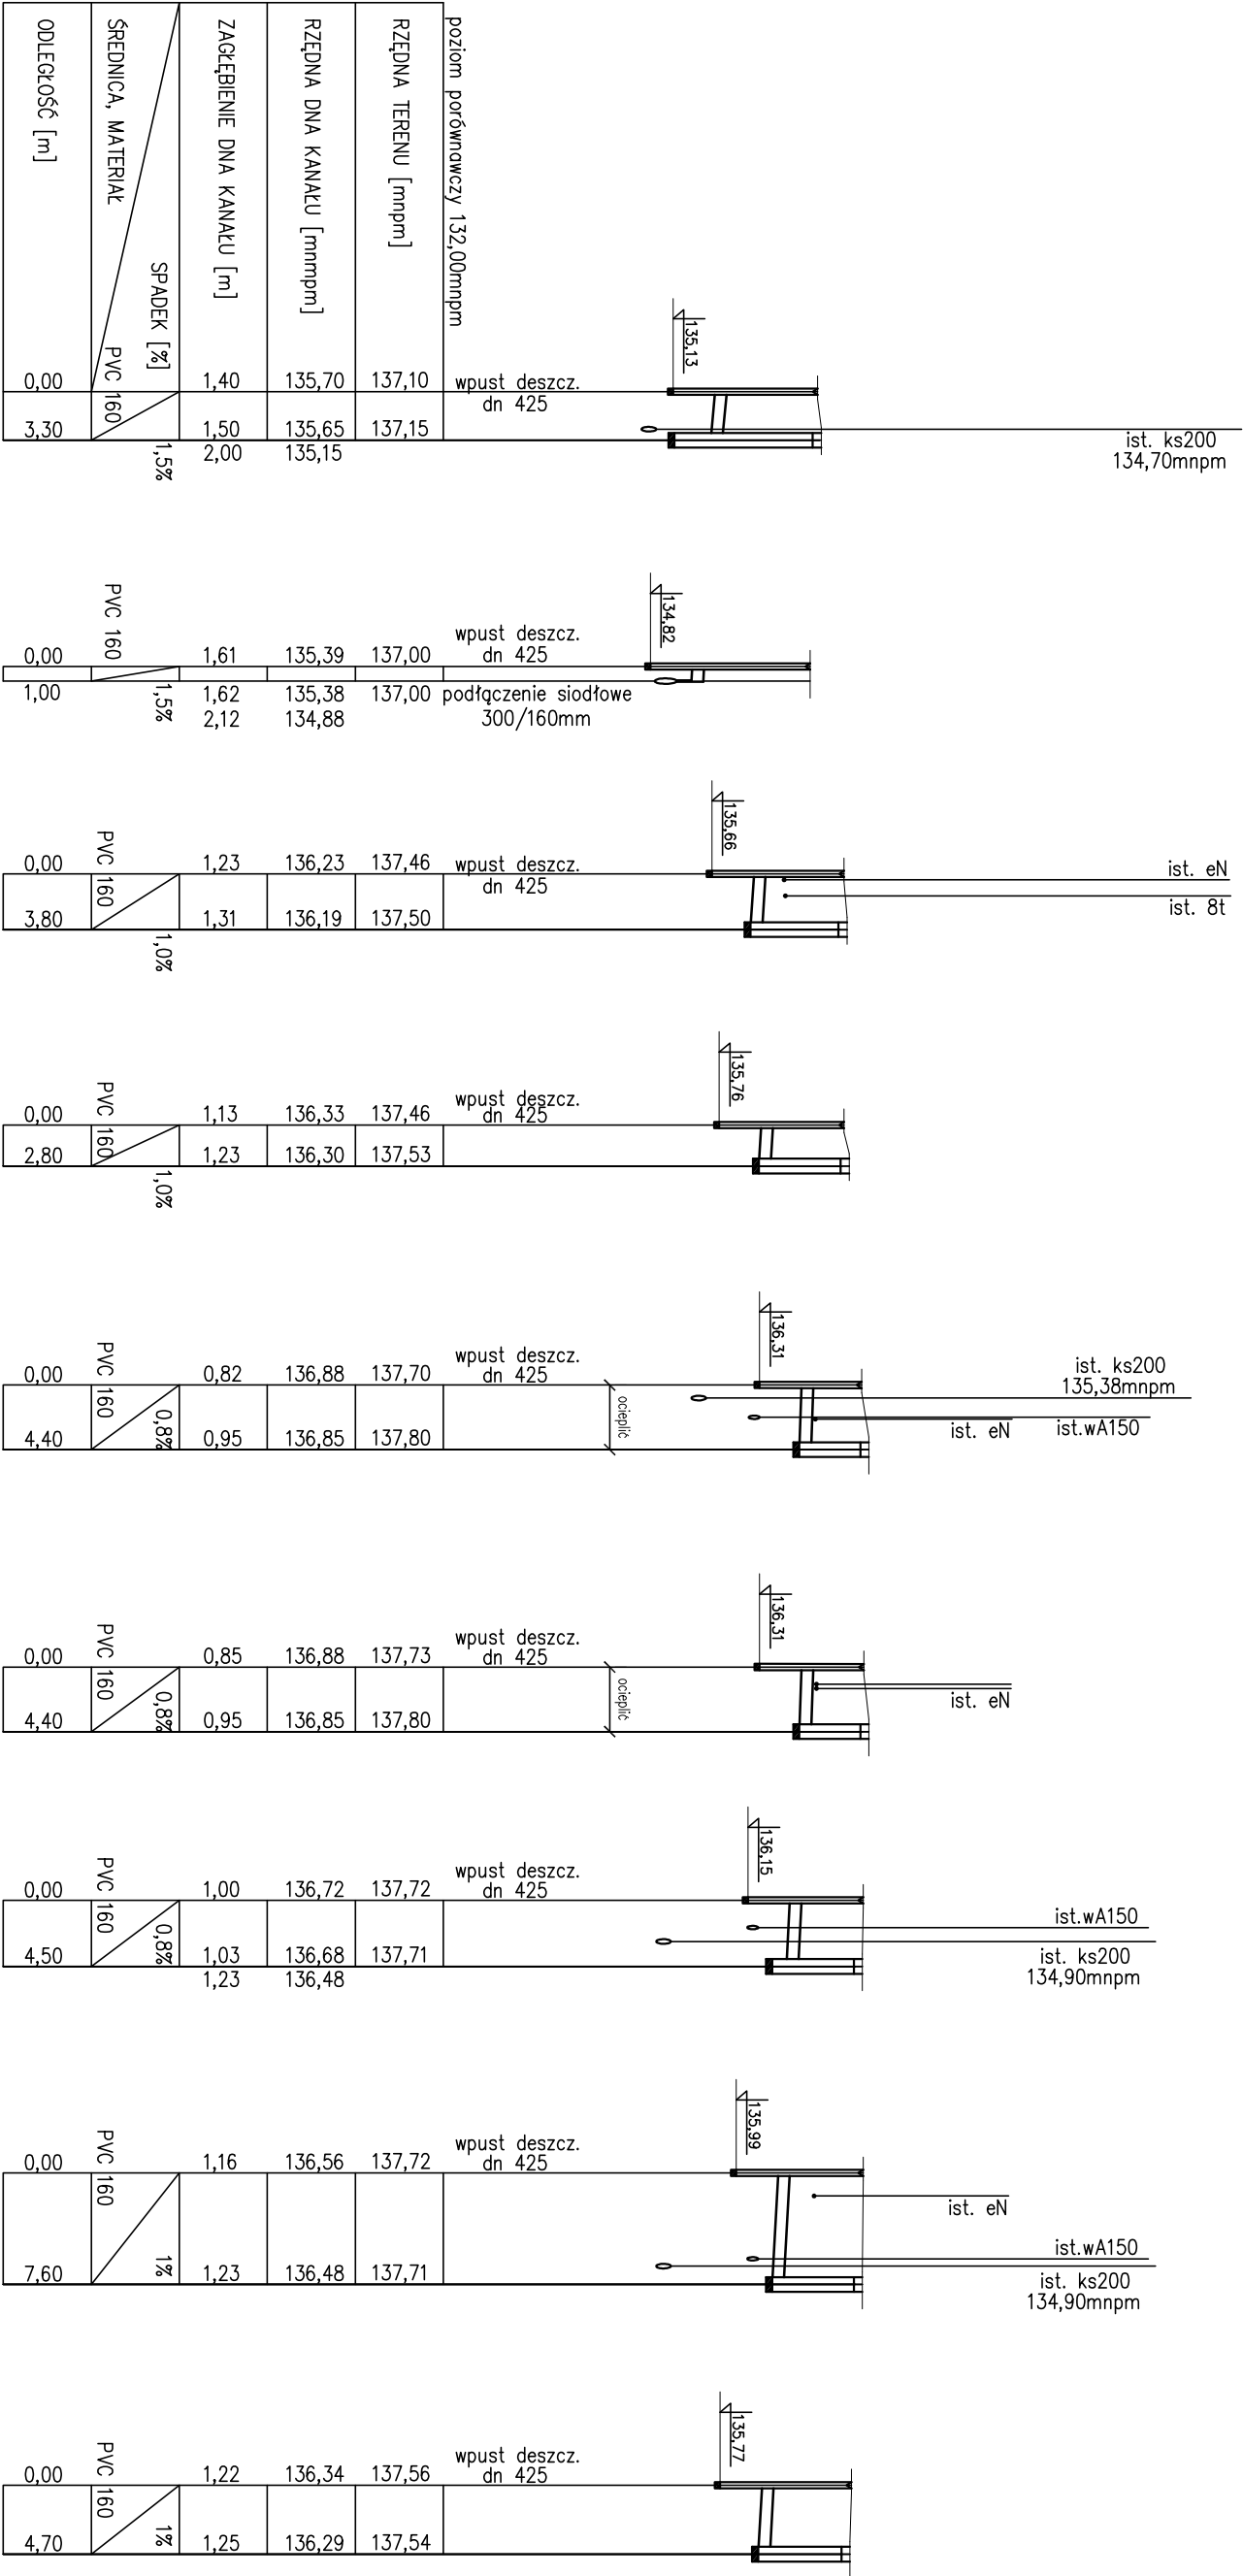 poziom porównawczy 132,00mnpm
RZĘDNA TERENU [mnpm]
RZĘDNA DNA KANAŁU [mnmpm]
ZAGŁĘBIENIE DNA KANAŁU [m]
SPADEK [%]
ŚREDNICA, MATERIAŁ
ODLEGŁOŚĆ [m]
135,13
0,00
PVC 160
1,40
135,70
137,10
wpust deszcz.
dn 425
3,30
1,5%
1,50
135,65
137,15
2,00
135,15
ist. ks200
134,70mnpm
134,82
0,00
PVC 160
1,61
135,39
137,00
wpust deszcz.
dn 425
1,00
1,5%
1,62
135,38
137,00
podłączenie siodłowe
300/160mm
2,12
134,88
135,66
0,00
PVC 160
1,23
136,23
137,46
wpust deszcz.
dn 425
3,80
1,0%
1,31
136,19
137,50
ist. eN
ist. 8t
135,76
0,00
PVC 160
1,13
136,33
137,46
wpust deszcz.
dn 425
2,80
1,0%
1,23
136,30
137,53
136,31
0,00
PVC 160
0,82
136,88
137,70
wpust deszcz.
dn 425
4,40
0,8%
0,95
136,85
137,80
ocieplić
ist. ks200
135,38mnpm
ist. eN
ist.wA150
136,31
0,00
PVC 160
0,85
136,88
137,73
wpust deszcz.
dn 425
4,40
0,8%
0,95
136,85
137,80
ocieplić
ist. eN
136,15
0,00
PVC 160
1,00
136,72
137,72
wpust deszcz.
dn 425
4,50
0,8%
1,03
136,68
137,71
1,23
136,48
ist.wA150
ist. ks200
134,90mnpm
135,99
0,00
PVC 160
1,16
136,56
137,72
wpust deszcz.
dn 425
7,60
1%
1,23
136,48
137,71
ist. eN
ist.wA150
ist. ks200
134,90mnpm
135,77
0,00
PVC 160
1,22
136,34
137,56
wpust deszcz.
dn 425
4,70
1%
1,25
136,29
137,54